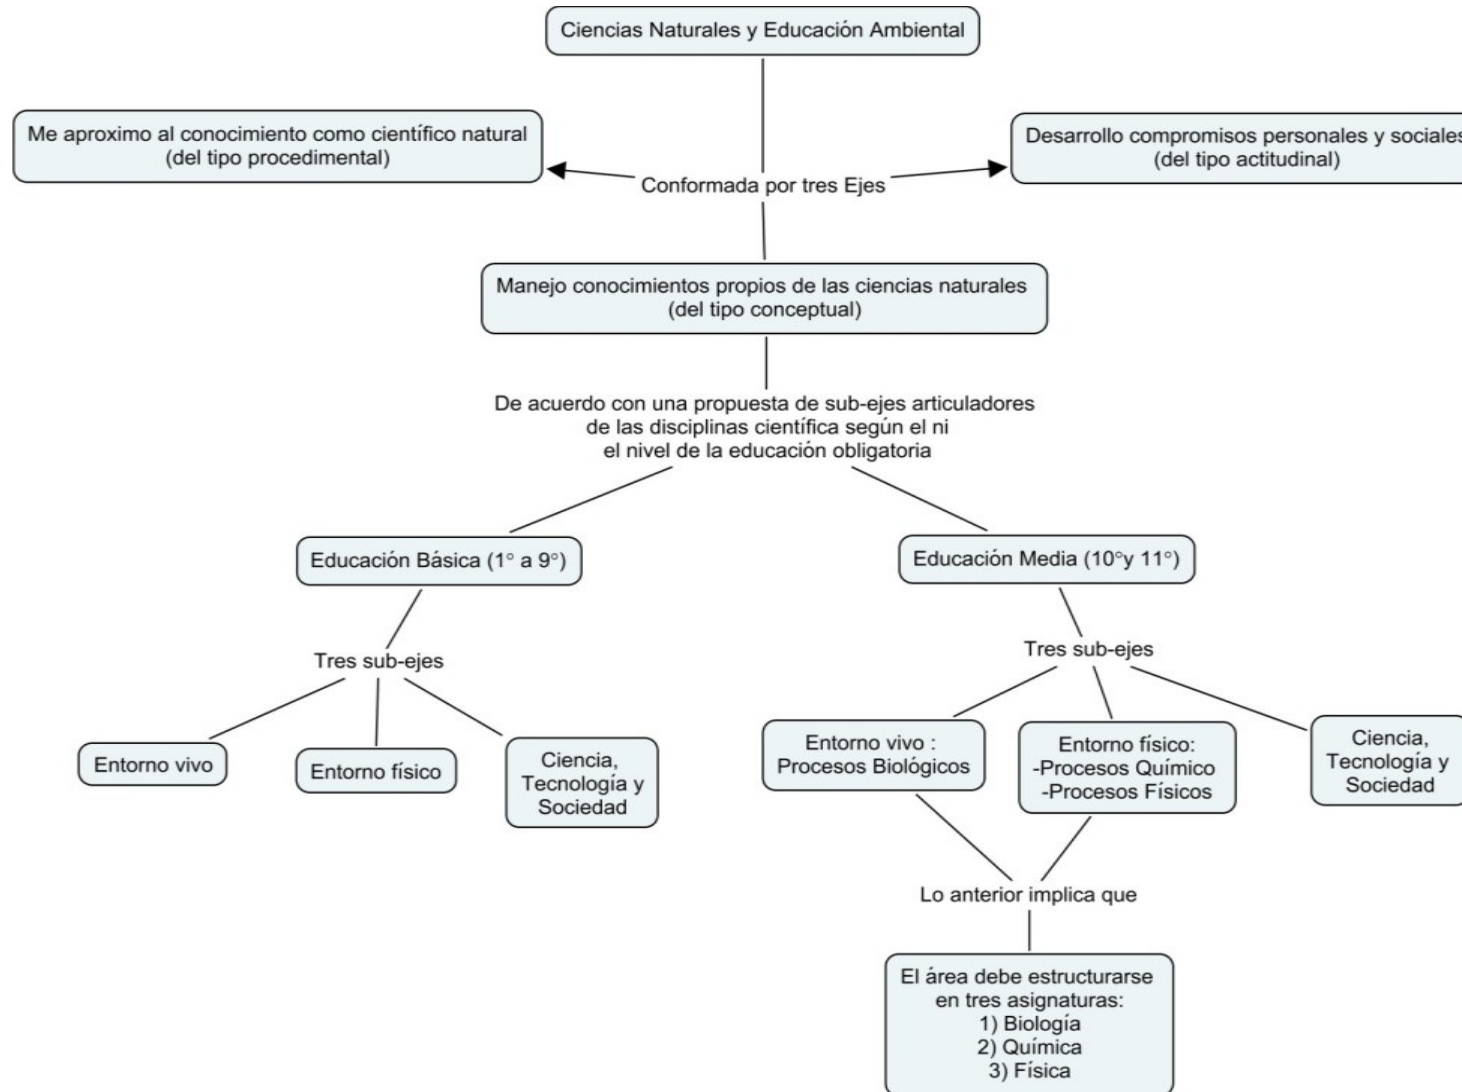 Ciencias Naturales y Educación Ambiental
Me aproximo al conocimiento como científico natural
(del tipo procedimental)
Desarrollo compromisos personales y sociales
(del tipo actitudinal)
Conformada por tres Ejes
Manejo conocimientos propios de las ciencias naturales
(del tipo conceptual)
De acuerdo con una propuesta de sub-ejes articuladores
de las disciplinas científica según el ni
el nivel de la educación obligatoria
Educación Básica (1° a 9°)
Educación Media (10°y 11°)
Tres sub-ejes
Tres sub-ejes
Entorno vivo
Entorno físico
Ciencia,
Tecnología y
Sociedad
Entorno vivo :
Procesos Biológicos
Entorno físico:
-Procesos Químico
-Procesos Físicos
Ciencia,
Tecnología y
Sociedad
Lo anterior implica que
El área debe estructurarse
en tres asignaturas:
1) Biología
2) Química
3) Física